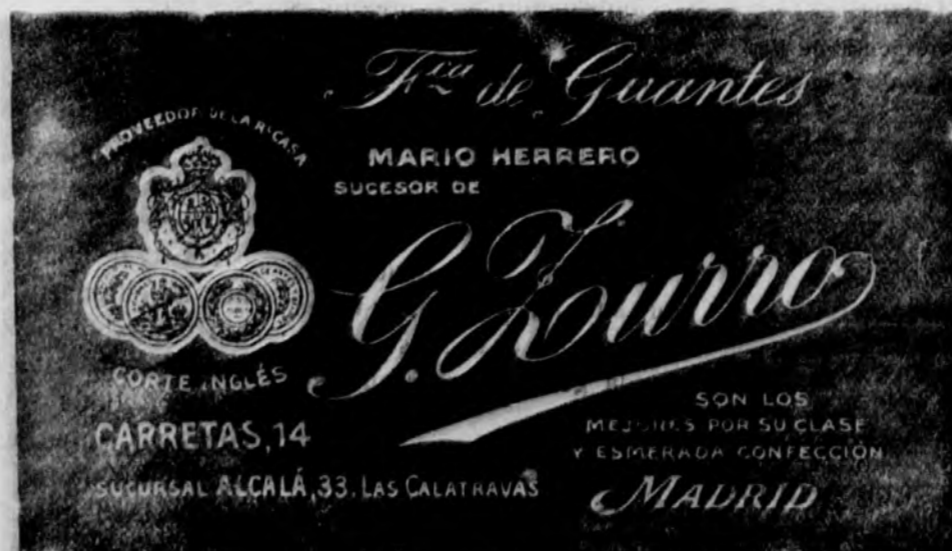 Fca de Guantes
PROVEEDOR DE LA Rl CASA
MARIO HERRERO
SUCESOR DE
G. Zurro
CORTE INGLÉS
CARRETAS, 14
SUCURSAL ALCALÁ, 33. LAS CALATRAVAS
SON LOS
MEJORES POR SU CLASE
Y ESMERADA CONFECCIÓN
MADRID